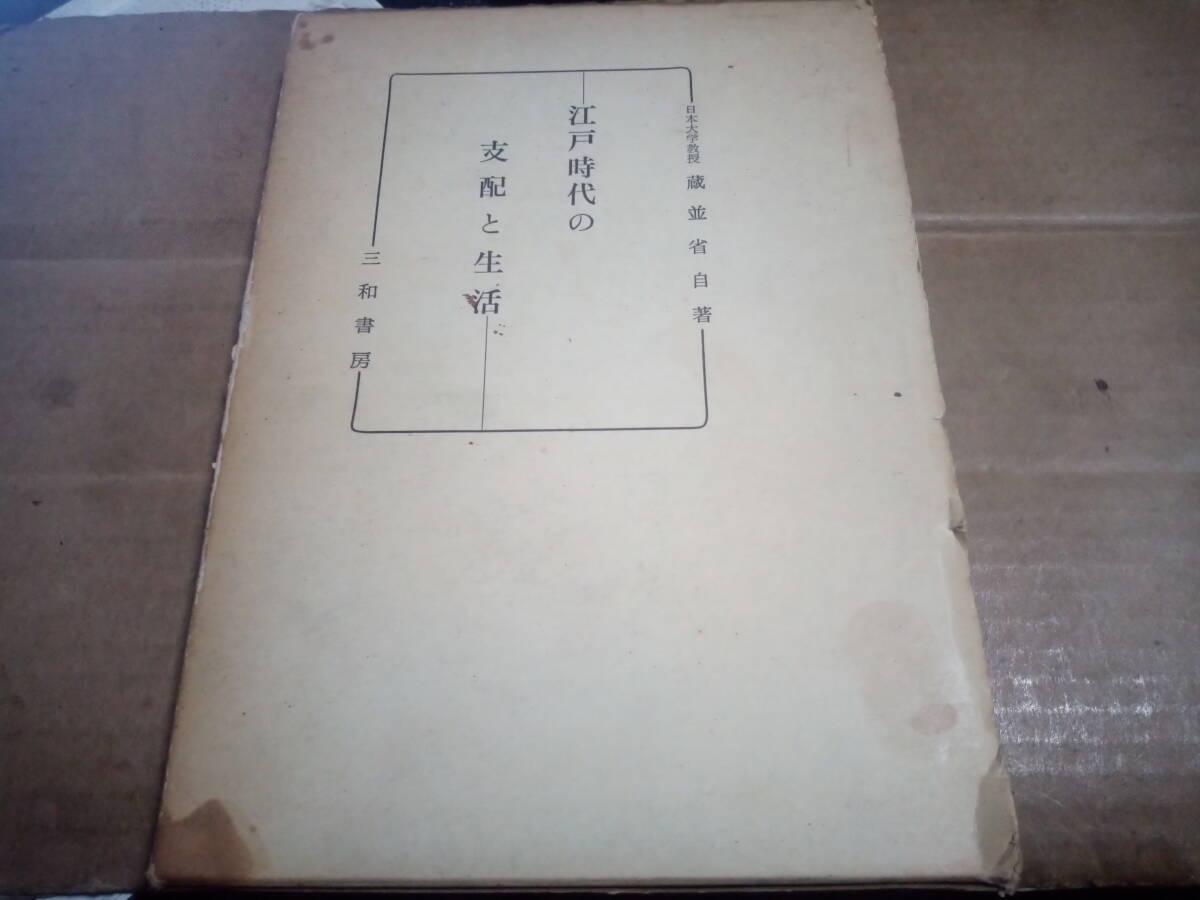 日本大学教授 蔵並省自著
江戸時代の
支配と生活
三和書房